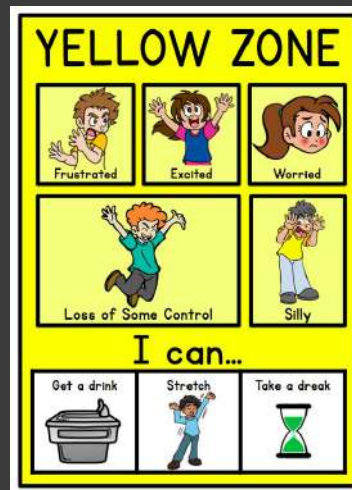 YELLOW ZONE
Frustrated
Excited
Worried
Loss of Some Control
Silly
I can...
Get a drink
Stretch
Take a dreak